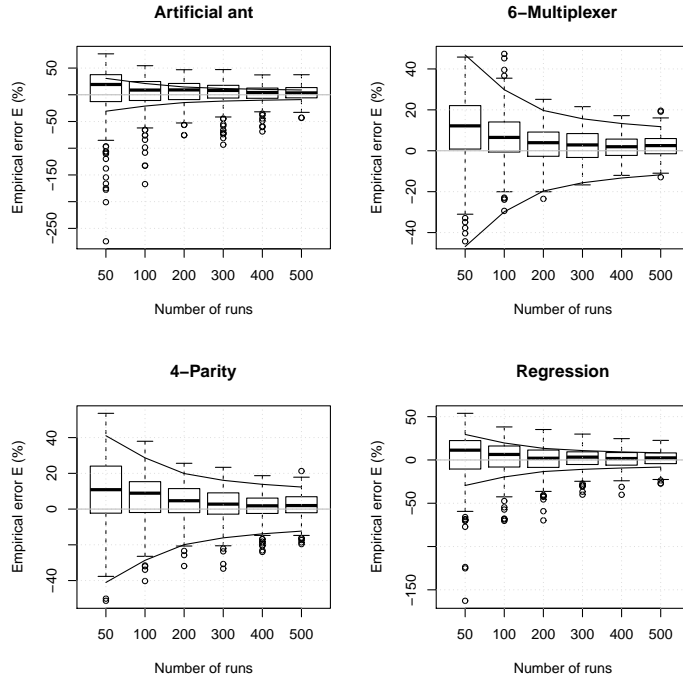 Artificial ant
Empirical error E (%)
50
0
−50
−150
−250
50 100 200 300 400 500
Number of runs
6−Multiplexer
Empirical error E (%)
40
20
0
−20
−40
50 100 200 300 400 500
Number of runs
4−Parity
Empirical error E (%)
40
20
0
−40
50 100 200 300 400 500
Number of runs
Regression
Empirical error E (%)
50
0
−50
−150
50 100 200 300 400 500
Number of runs